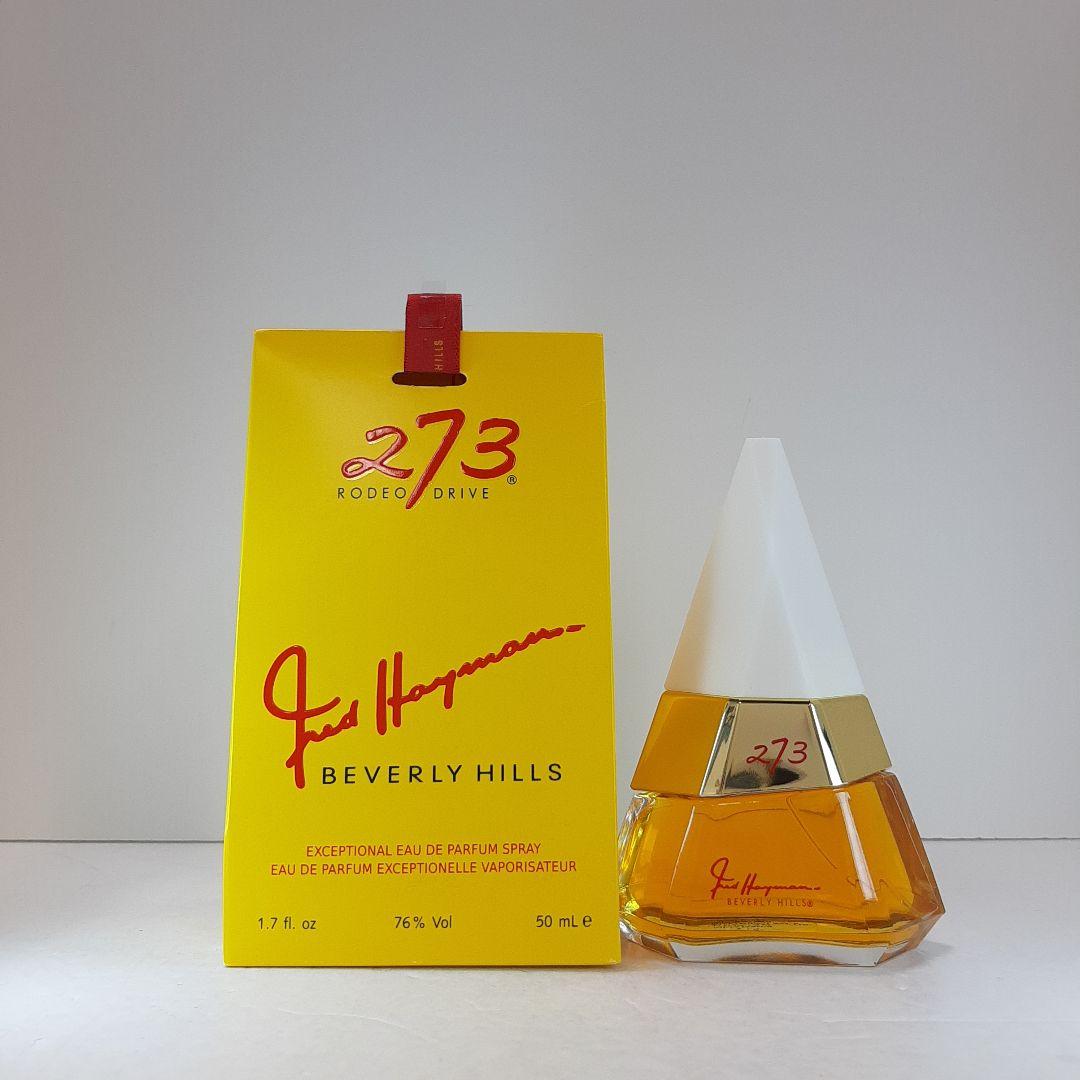 HILLS
273®
RODEO DRIVE
Fred Hayman
BEVERLY HILLS
EXCEPTIONAL EAU DE PARFUM SPRAY
EAU DE PARFUM EXCEPTIONELLE VAPORISATEUR
1.7 fl. oz 76% Vol 50 mL e
273
Fred Hayman
BEVERLY HILLS®